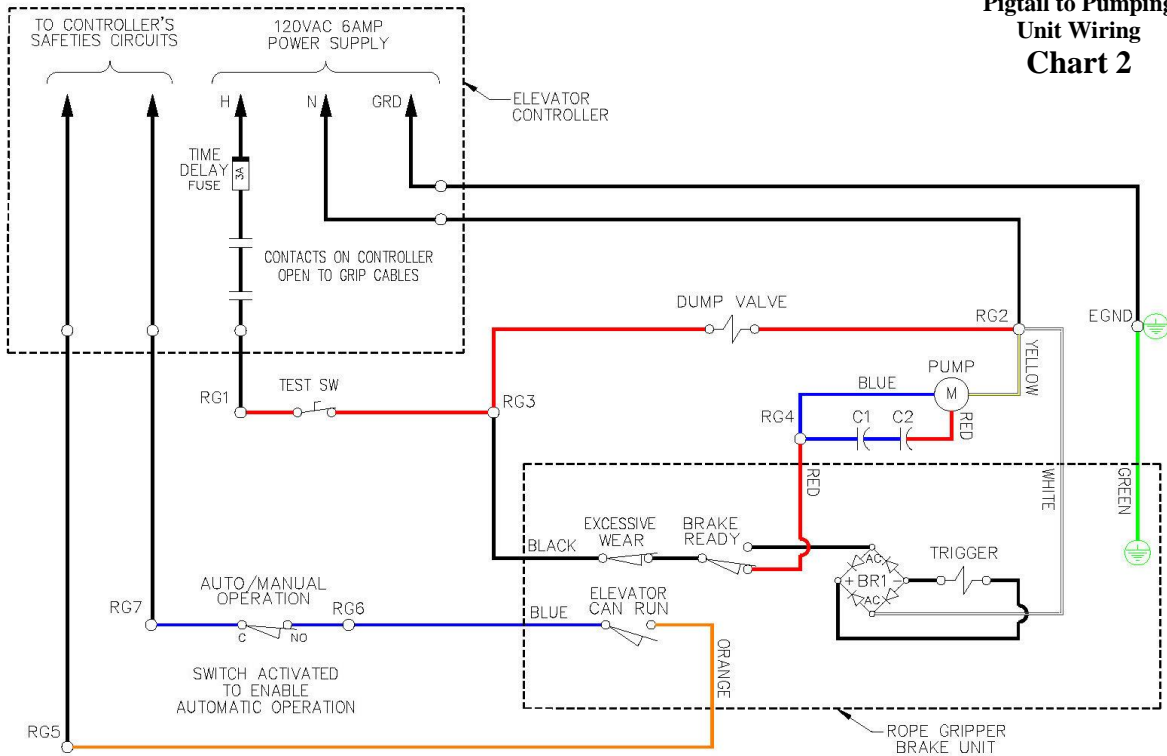 Pigtail to Pumping
Unit Wiring
Chart 2
TO CONTROLLER'S
SAFETIES CIRCUITS
120VAC 6AMP
POWER SUPPLY
H
N
GRD
ELEVATOR
CONTROLLER
TIME
DELAY
FUSE
3A
CONTACTS ON CONTROLLER
OPEN TO GRIP CABLES
DUMP VALVE
RG2
EGND
RG1
TEST SW
RG3
YELLOW
PUMP
M
BLUE
RG4
C1
C2
RED
RED
WHITE
GREEN
BLACK
EXCESSIVE
WEAR
BRAKE
READY
AC
+ BR1 -
AC
TRIGGER
AUTO/MANUAL
OPERATION
RG7
C
NO
RG6
BLUE
ELEVATOR
CAN RUN
ORANGE
SWITCH ACTIVATED
TO ENABLE
AUTOMATIC OPERATION
RG5
ROPE GRIPPER
BRAKE UNIT